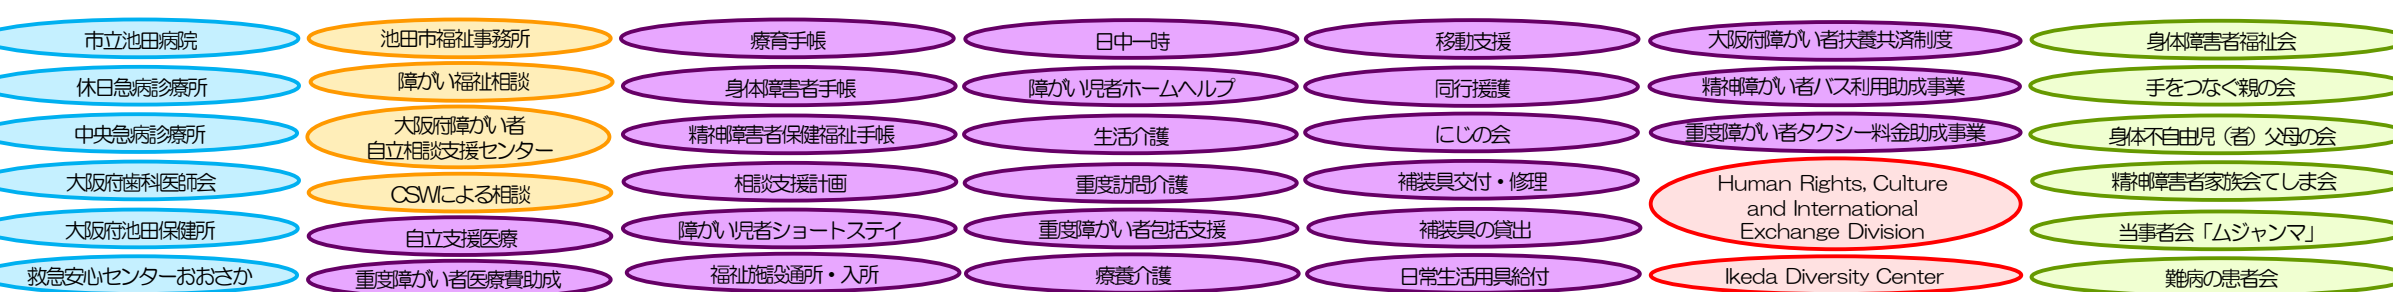 市立池田病院
休日急病診療所
中央急病診療所
大阪府歯科医師会
大阪府池田保健所
救急安心センターおおさか
池田市福祉事務所
障がい福祉相談
大阪府障がい者
自立相談支援センター
CSWによる相談
自立支援医療
重度障がい者医療費助成
療育手帳
身体障害者手帳
精神障害者保健福祉手帳
相談支援計画
障がい児者ショートステイ
福祉施設通所・入所
日中一時
障がい児者ホームヘルプ
生活介護
重度訪問介護
重度障がい者包括支援
療養介護
移動支援
同行援護
にじの会
補装具交付・修理
補装具の貸出
日常生活用具給付
大阪府障がい者扶養共済制度
精神障がい者バス利用助成事業
重度障がい者タクシー料金助成事業
Human Rights, Culture
and International
Exchange Division
Ikeda Diversity Center
身体障害者福祉会
手をつなぐ親の会
身体不自由児（者）父母の会
精神障害者家族会てしま会
当事者会「ムジャンマ」
難病の患者会